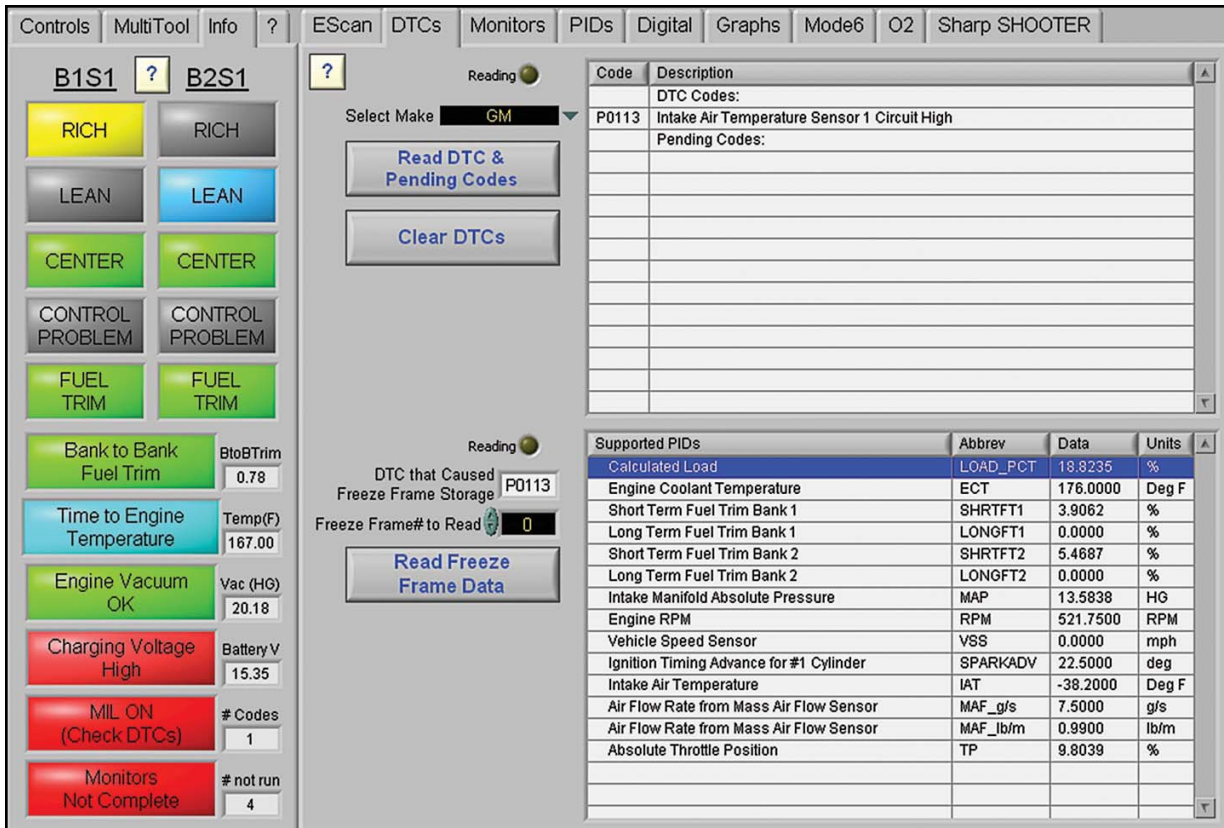 Controls MultiTool Info ? EScan DTCs Monitors PIDs Digital Graphs Mode6 O2 Sharp SHOOTER
B1S1 ? B2S1
RICH RICH
LEAN LEAN
CENTER CENTER
CONTROL PROBLEM CONTROL PROBLEM
FUEL TRIM FUEL TRIM
Bank to Bank Fuel Trim BtoBTrim 0.78
Time to Engine Temperature Temp(F) 167.00
Engine Vacuum OK Vac (HG) 20.18
Charging Voltage High Battery V 15.35
MIL ON (Check DTCs) # Codes 1
Monitors Not Complete # not run 4
? Reading
Select Make GM
Read DTC & Pending Codes
Clear DTCs
Code Description
DTC Codes:
P0113 Intake Air Temperature Sensor 1 Circuit High
Pending Codes:
Reading
DTC that Caused Freeze Frame Storage P0113
Freeze Frame# to Read 0
Read Freeze Frame Data
Supported PIDs Abbrev Data Units
Calculated Load LOAD_PCT 18.8235 %
Engine Coolant Temperature ECT 176.0000 Deg F
Short Term Fuel Trim Bank 1 SHRTFT1 3.9062 %
Long Term Fuel Trim Bank 1 LONGFT1 0.0000 %
Short Term Fuel Trim Bank 2 SHRTFT2 5.4687 %
Long Term Fuel Trim Bank 2 LONGFT2 0.0000 %
Intake Manifold Absolute Pressure MAP 13.5838 HG
Engine RPM RPM 521.7500 RPM
Vehicle Speed Sensor VSS 0.0000 mph
Ignition Timing Advance for #1 Cylinder SPARKADV 22.5000 deg
Intake Air Temperature IAT -38.2000 Deg F
Air Flow Rate from Mass Air Flow Sensor MAF_g/s 7.5000 g/s
Air Flow Rate from Mass Air Flow Sensor MAF_lb/m 0.9900 lb/m
Absolute Throttle Position TP 9.8039 %